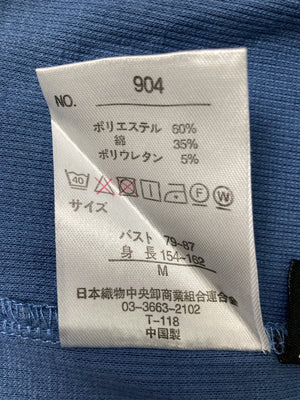 904
NO.
ポリエステル 60%
綿 35%
ポリウレタン 5%
40 F W
サイズ
バスト 79-87
身長 154-162
M
日本織物中央卸商業組合連合会
03-3663-2102
T-118
中国製